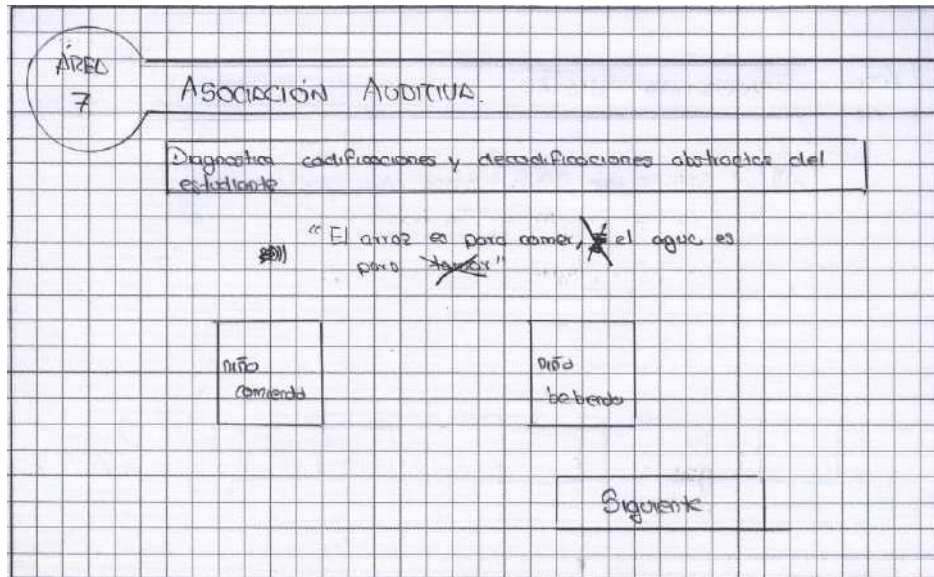 ÁREA
7
ASOCIACIÓN AUDITIVA.
Diagnostica codificaciones y decodificaciones abstractas del
estudiante
"El arroz es para comer, el agua es
para "
niño
comiendo
niño
bebiendo
Siguiente